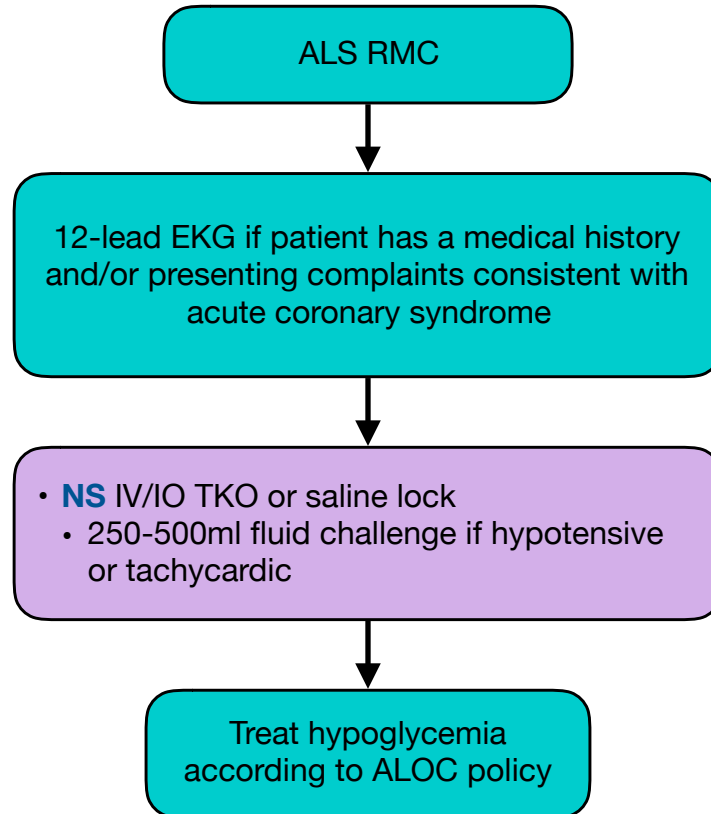 ALS RMC
12-lead EKG if patient has a medical history
and/or presenting complaints consistent with
acute coronary syndrome
• NS IV/IO TKO or saline lock
• 250-500ml fluid challenge if hypotensive
or tachycardic
Treat hypoglycemia
according to ALOC policy